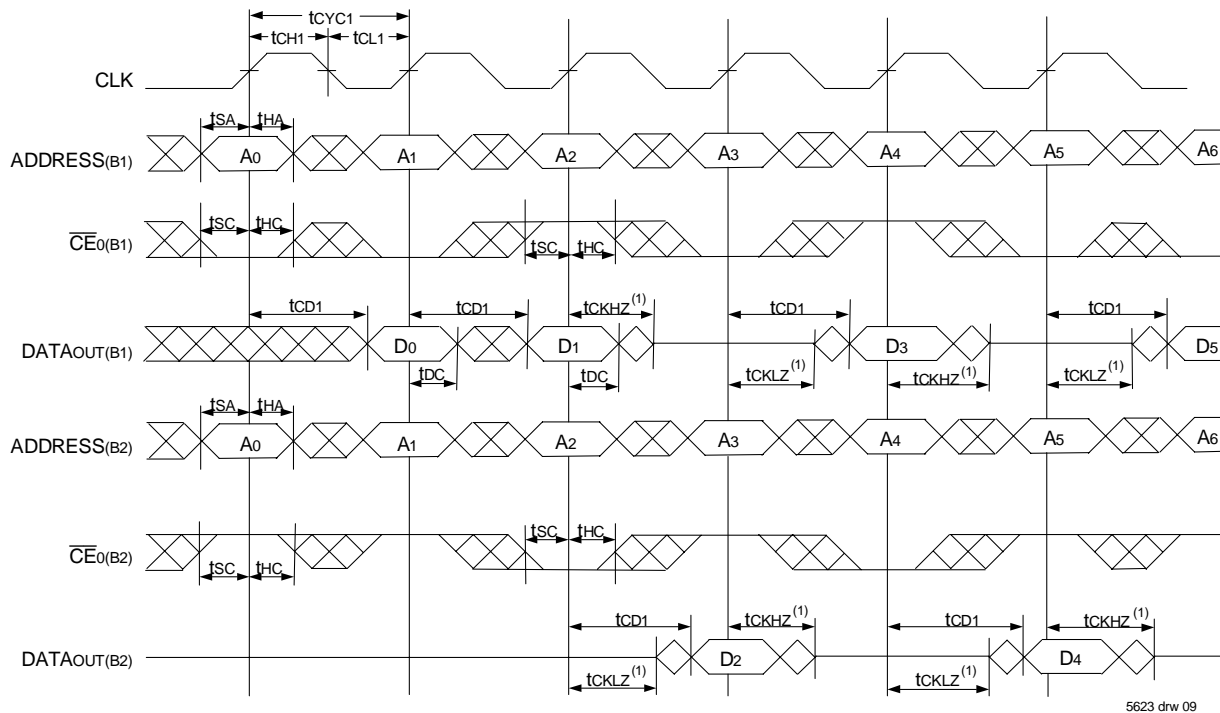 tCYC1
tCH1 tCL1
CLK
tSA tHA
ADDRESS(B1) A0 A1 A2 A3 A4 A5 A6
tSC tHC
CE0(B1)
tSC tHC
tCD1 tCD1 tCKHZ(1) tCD1 tCD1
DATAOUT(B1) D0 D1 D3 D5
tDC tDC tCKLZ(1) tCKHZ(1) tCKLZ(1)
tSA tHA
ADDRESS(B2) A0 A1 A2 A3 A4 A5 A6
tSC tHC
CE0(B2)
tSC tHC
tCD1 tCKHZ(1) tCD1 tCKHZ(1)
DATAOUT(B2) D2 D4
tCKLZ(1) tCKLZ(1)
5623 drw 09